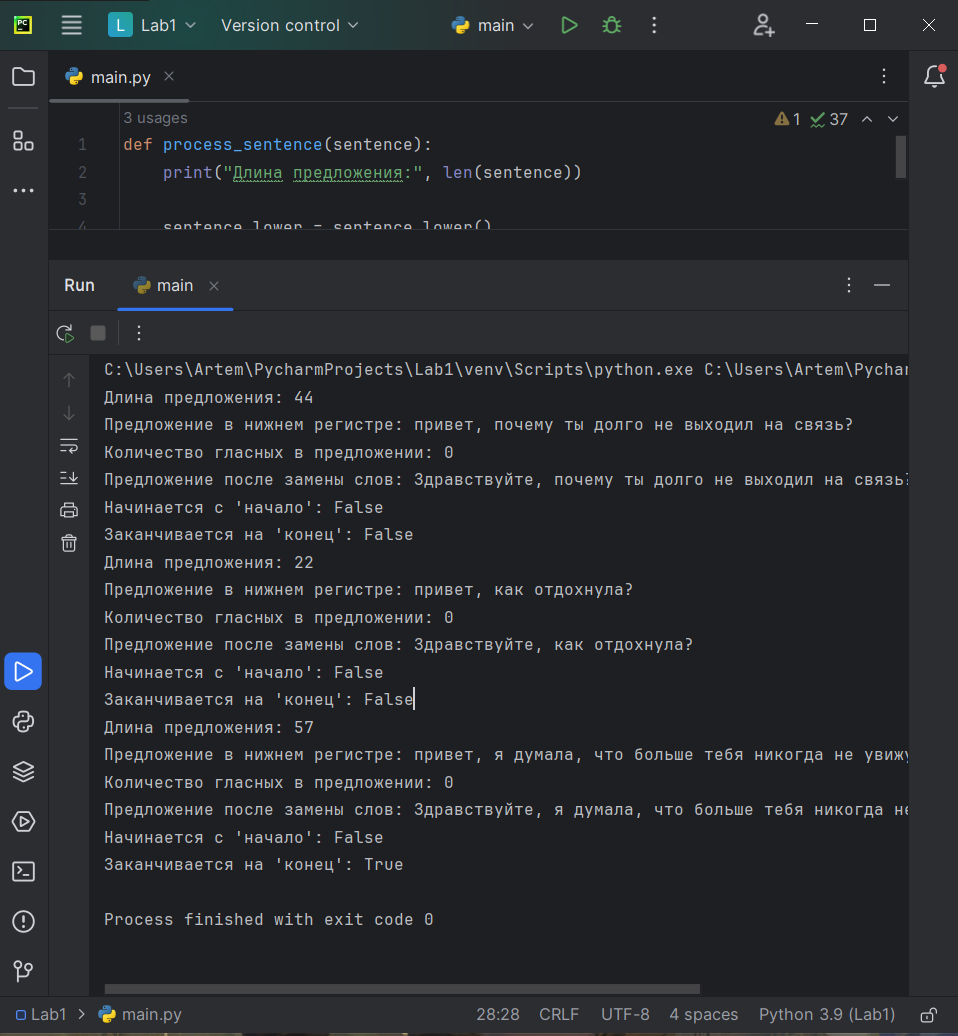 PC L Lab1 Version control main
main.py
3 usages
1 37
1 def process_sentence(sentence):
2 print("Длина предложения:", len(sentence))
3
4 sentence_lower = sentence.lower()
Run main
C:\Users\Artem\PycharmProjects\Lab1\venv\Scripts\python.exe C:\Users\Artem\Pychar
Длина предложения: 44
Предложение в нижнем регистре: привет, почему ты долго не выходил на связь?
Количество гласных в предложении: 0
Предложение после замены слов: Здравствуйте, почему ты долго не выходил на связь?
Начинается с 'начало': False
Заканчивается на 'конец': False
Длина предложения: 22
Предложение в нижнем регистре: привет, как отдохнула?
Количество гласных в предложении: 0
Предложение после замены слов: Здравствуйте, как отдохнула?
Начинается с 'начало': False
Заканчивается на 'конец': False
Длина предложения: 57
Предложение в нижнем регистре: привет, я думала, что больше тебя никогда не увижу
Количество гласных в предложении: 0
Предложение после замены слов: Здравствуйте, я думала, что больше тебя никогда не
Начинается с 'начало': False
Заканчивается на 'конец': True
Process finished with exit code 0
Lab1 > main.py 28:28 CRLF UTF-8 4 spaces Python 3.9 (Lab1)